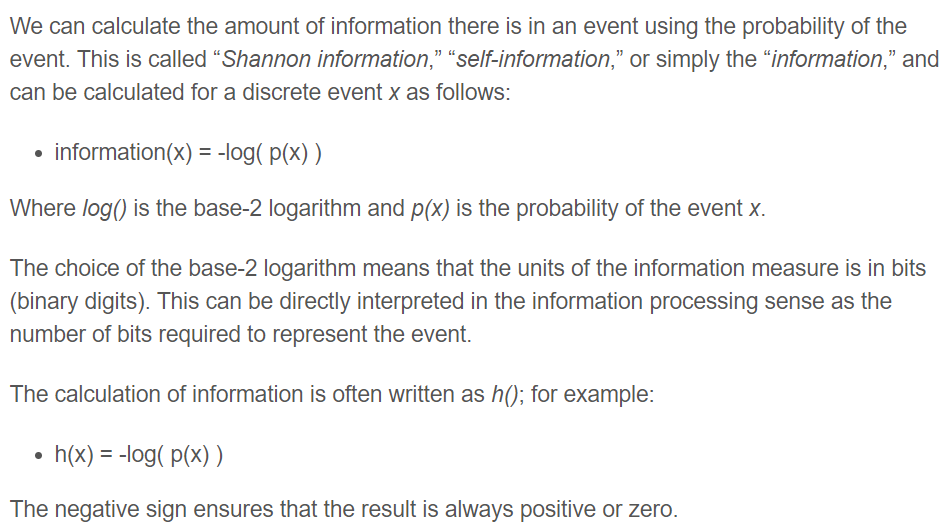 We can calculate the amount of information there is in an event using the probability of the
event. This is called “Shannon information,” “self-information,” or simply the “information,” and
can be calculated for a discrete event x as follows:
• information(x) = -log( p(x) )
Where log() is the base-2 logarithm and p(x) is the probability of the event x.
The choice of the base-2 logarithm means that the units of the information measure is in bits
(binary digits). This can be directly interpreted in the information processing sense as the
number of bits required to represent the event.
The calculation of information is often written as h(); for example:
• h(x) = -log( p(x) )
The negative sign ensures that the result is always positive or zero.